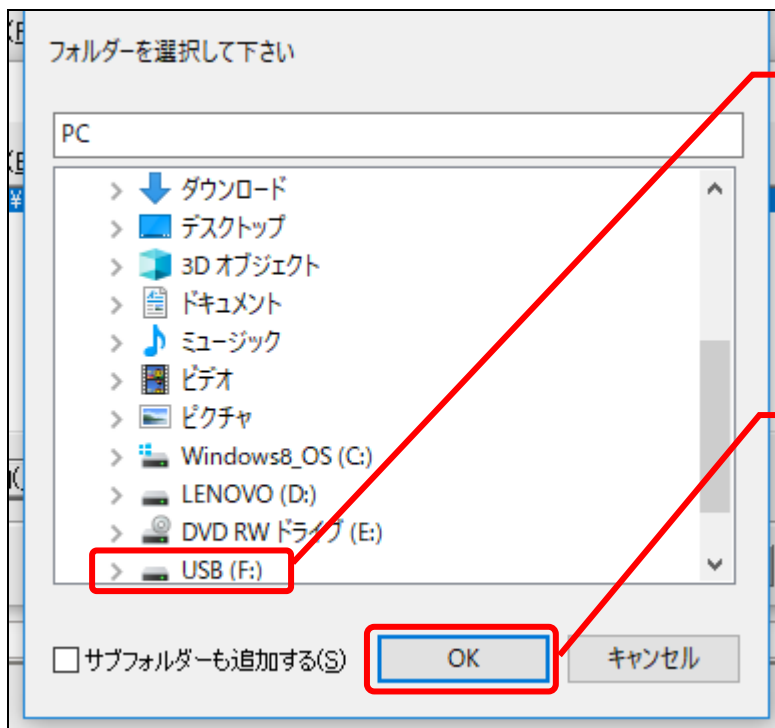 フォルダーを選択して下さい
PC
ダウンロード
デスクトップ
3D オブジェクト
ドキュメント
ミュージック
ビデオ
ピクチャ
Windows8_OS (C:)
LENOVO (D:)
DVD RW ドライブ (E:)
USB (F:)
サブフォルダーも追加する(S) OK キャンセル